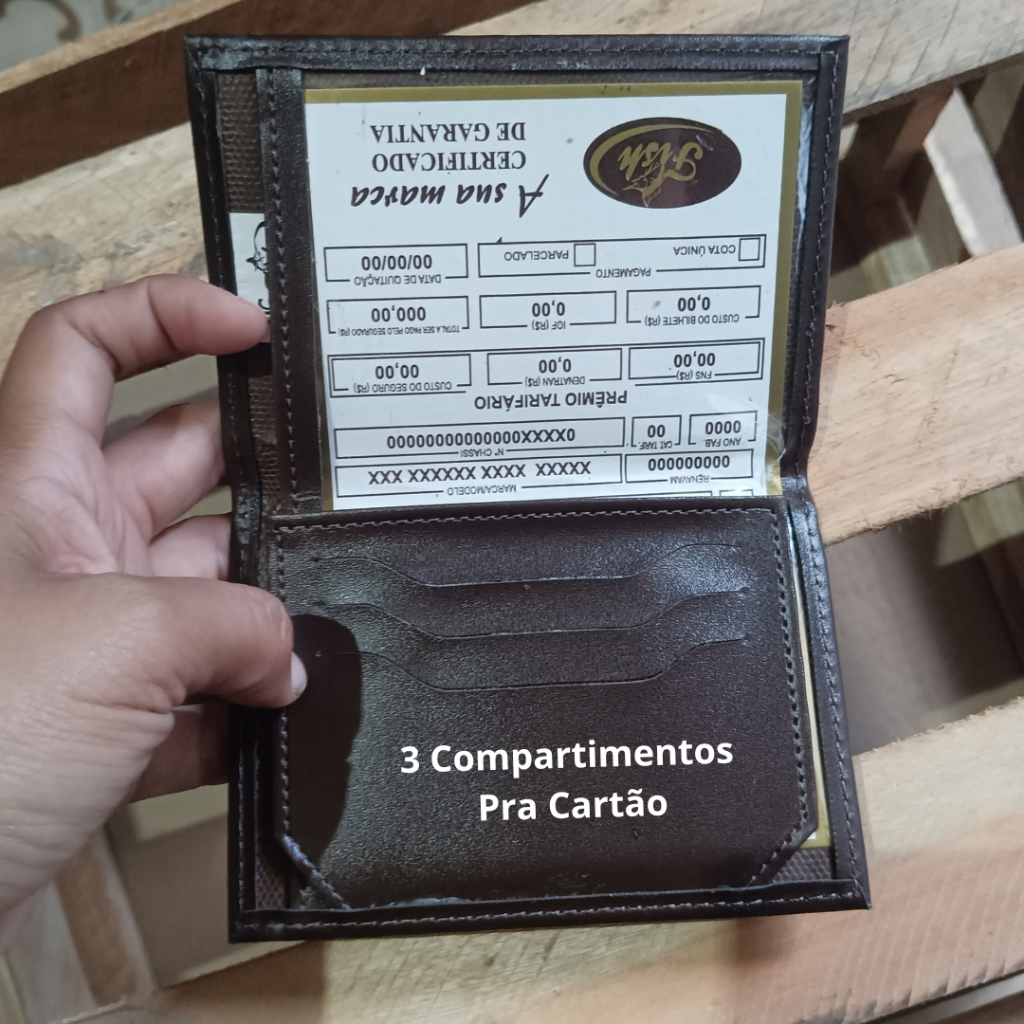 A sua marca
CERTIFICADO
DE GARANTIA
Fish
COTA ÚNICA
PARCELADO
PAGAMENTO
DATA DE QUITAÇÃO
00/00/00
CUSTO DO BILHETE (R$)
0,00
IOF (R$)
0,00
TOTAL A SER PAGO PELO SEGURADO (R$)
000,00
FNS (R$)
00,00
DENATRAN (R$)
0,00
CUSTO DO SEGURO (R$)
00,00
PRÊMIO TARIFÁRIO
ANO FAB.
0000
CAT. TARIF.
00
Nº CHASSI
RENAVAM
MARCA/MODELO
XXXXX XXXX XXXXXX XXX
3 Compartimentos
Pra Cartão